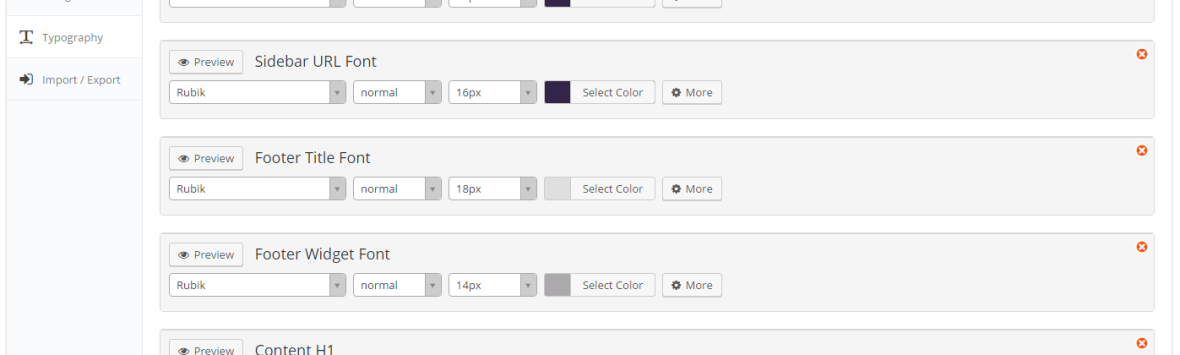 Typography
Import / Export
Preview Sidebar URL Font
Rubik normal 16px Select Color More
Preview Footer Title Font
Rubik normal 18px Select Color More
Preview Footer Widget Font
Rubik normal 14px Select Color More
Preview Content H1